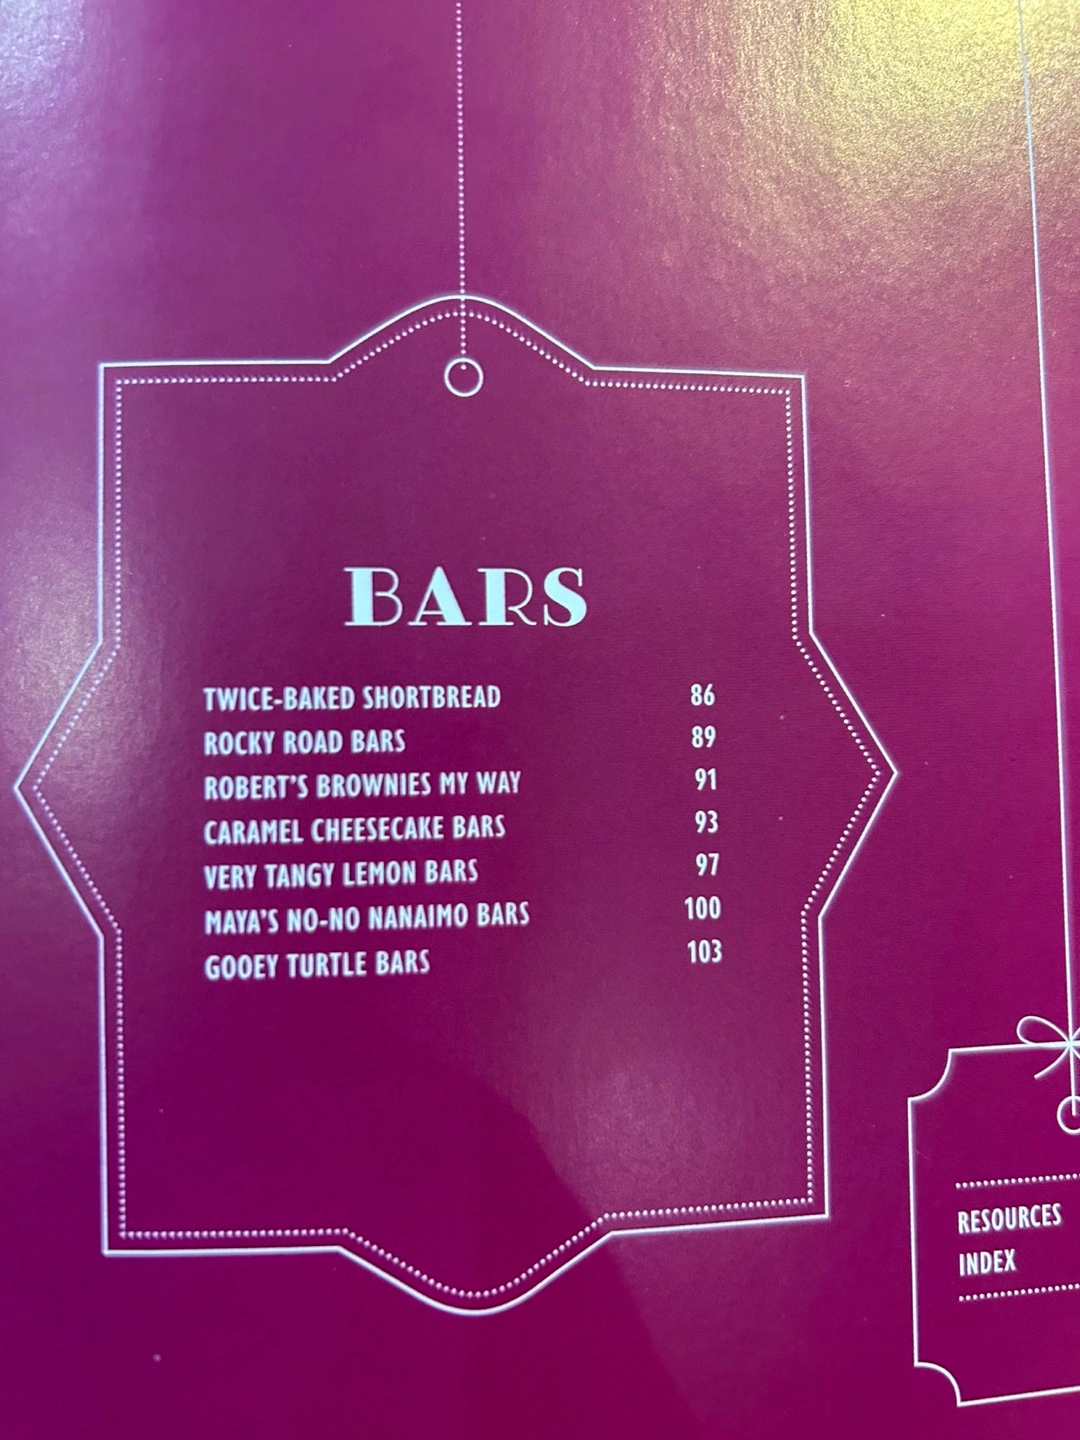 BARS
TWICE-BAKED SHORTBREAD 86
ROCKY ROAD BARS 89
ROBERT'S BROWNIES MY WAY 91
CARAMEL CHEESECAKE BARS 93
VERY TANGY LEMON BARS 97
MAYA'S NO-NO NANAIMO BARS 100
GOOEY TURTLE BARS 103
RESOURCES
INDEX